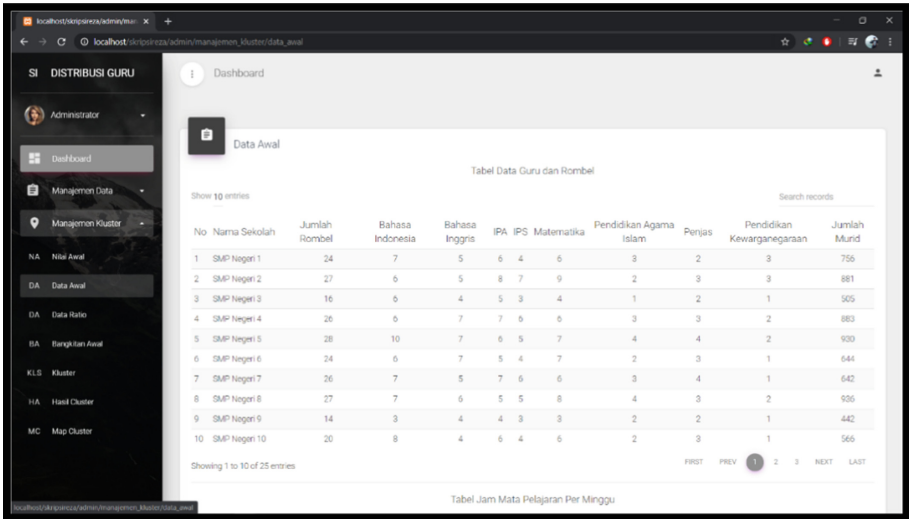 localhost/skripsireza/admin/man
localhost/skripsireza/admin/manajemen_kluster/data_awal
SI DISTRIBUSI GURU
Administrator
Dashboard
Manajemen Data
Manajemen Kluster
NA Nilai Awal
DA Data Awal
DA Data Ratio
BA Bangkitan Awal
KLS Kluster
HA Hasil Cluster
MC Map Cluster
localhost/skripsireza/admin/manajemen_kluster/data_awal
Dashboard
Data Awal
Tabel Data Guru dan Rombel
Show 10 entries
Search records
No Nama Sekolah Jumlah Rombel Bahasa Indonesia Bahasa Inggris IPA IPS Matematika Pendidikan Agama Islam Penjas Pendidikan Kewarganegaraan Jumlah Murid
1 SMP Negeri 1 24 7 5 6 4 6 3 2 3 756
2 SMP Negeri 2 27 6 5 8 7 9 2 3 3 881
3 SMP Negeri 3 16 6 4 5 3 4 1 2 1 505
4 SMP Negeri 4 26 6 7 7 6 6 3 3 2 883
5 SMP Negeri 5 28 10 7 6 5 7 4 4 2 930
6 SMP Negeri 6 24 6 7 5 4 7 2 3 1 644
7 SMP Negeri 7 26 7 5 7 6 6 3 4 1 642
8 SMP Negeri 8 27 7 6 5 5 8 4 3 2 936
9 SMP Negeri 9 14 3 4 4 3 3 2 2 1 442
10 SMP Negeri 10 20 8 4 6 4 6 2 3 1 566
Showing 1 to 10 of 25 entries
FIRST PREV 1 2 3 NEXT LAST
Tabel Jam Mata Pelajaran Per Minggu